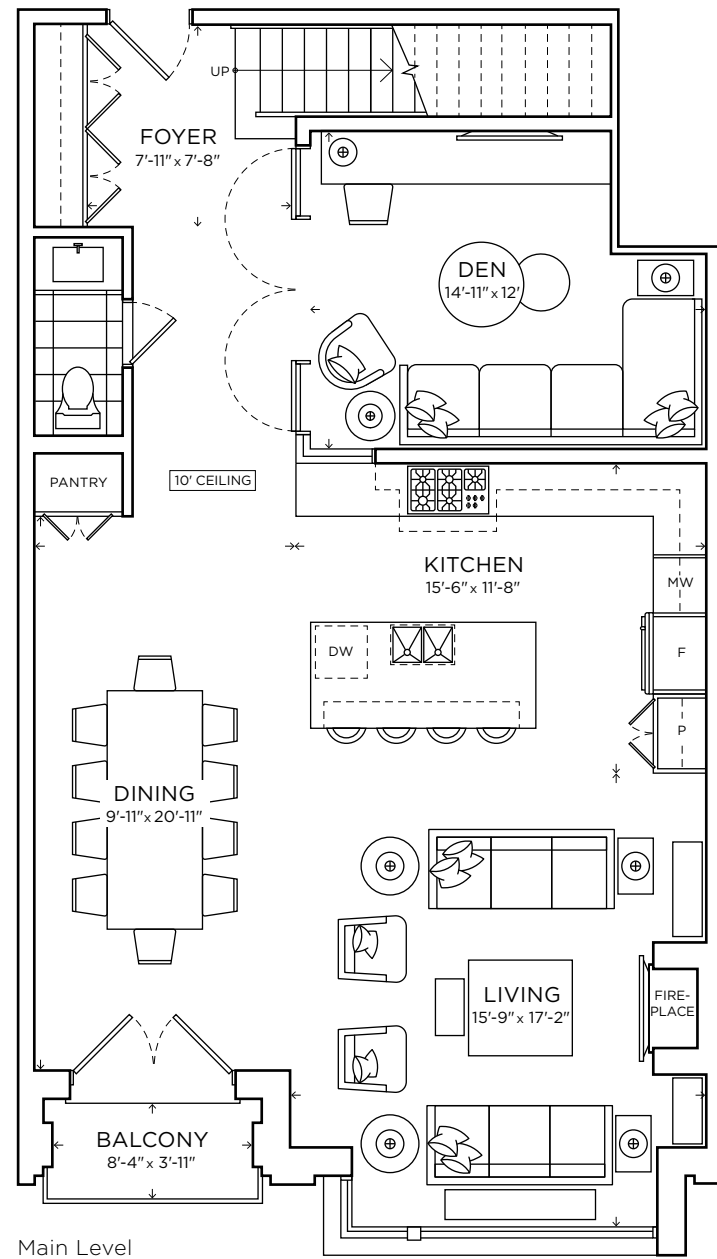 UP
FOYER
7'-11" x 7'-8"
DEN
14'-11" x 12'
PANTRY
10' CEILING
KITCHEN
15'-6" x 11'-8"
MW
DW
F
P
DINING
9'-11" x 20'-11"
LIVING
15'-9" x 17'-2"
FIRE-
PLACE
BALCONY
8'-4" x 3'-11"
Main Level